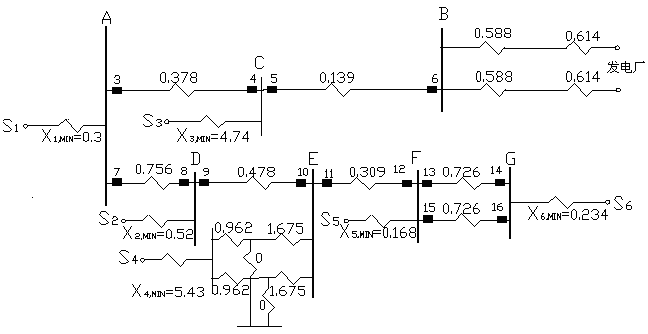 A
B
0.588
0.614
发电厂
C
3
0.378
4
5
0.139
6
0.588
0.614
S1
X1,MIN=0.3
S3
X3,MIN=4.74
7
0.756
8
D
9
0.478
10
E
11
0.309
12
F
13
0.726
14
G
S2
X2,MIN=0.52
0.962
1.675
S5
X5,MIN=0.168
15
0.726
16
X6,MIN=0.234
S6
S4
X4,MIN=5.43
0
0.962
1.675
0